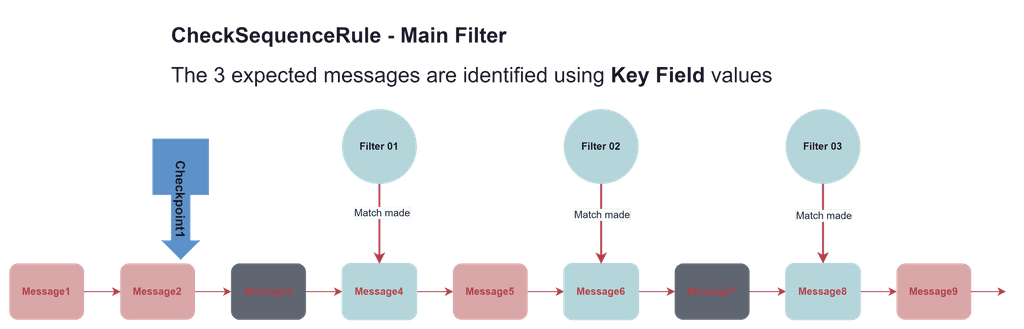 CheckSequenceRule - Main Filter
The 3 expected messages are identified using Key Field values
Filter 01
Filter 02
Filter 03
Checkpoint1
Match made
Match made
Match made
Message1
Message2
Message3
Message4
Message5
Message6
Message7
Message8
Message9